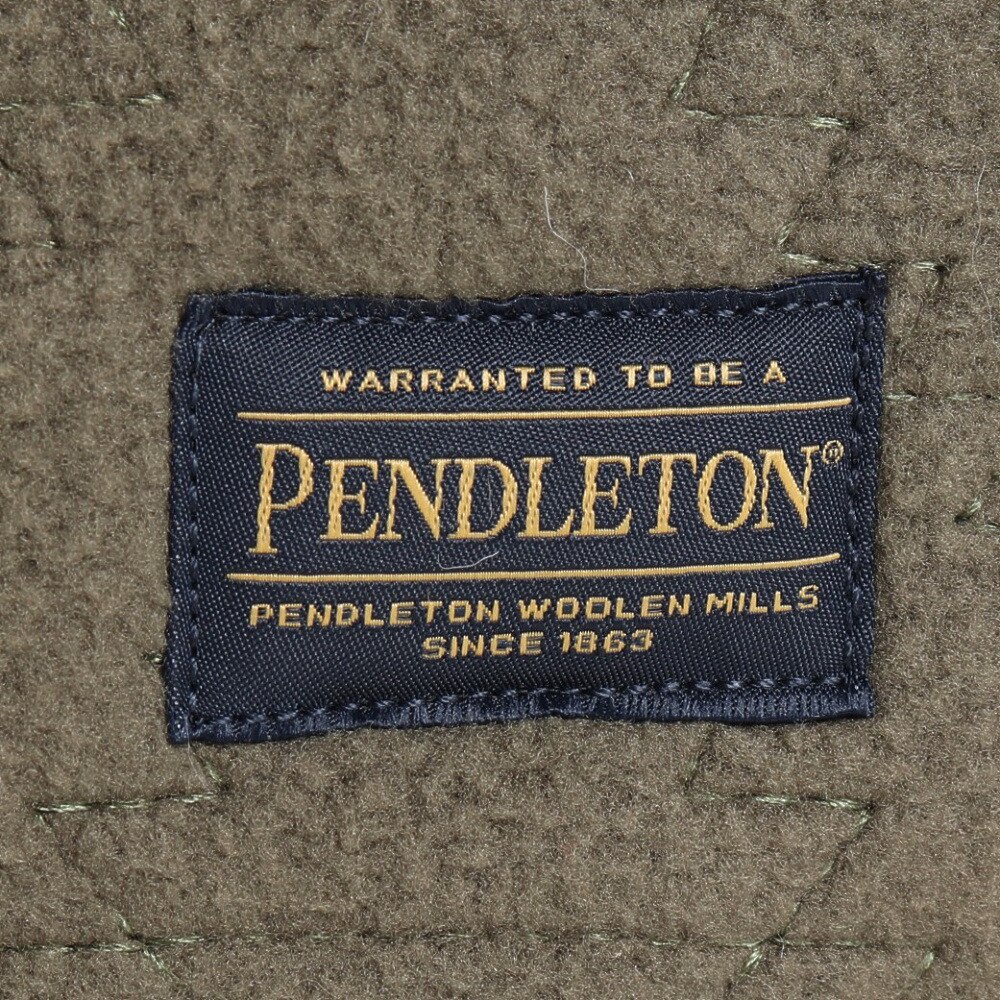 WARRANTED TO BE A
PENDLETON®
PENDLETON WOOLEN MILLS
SINCE 1863